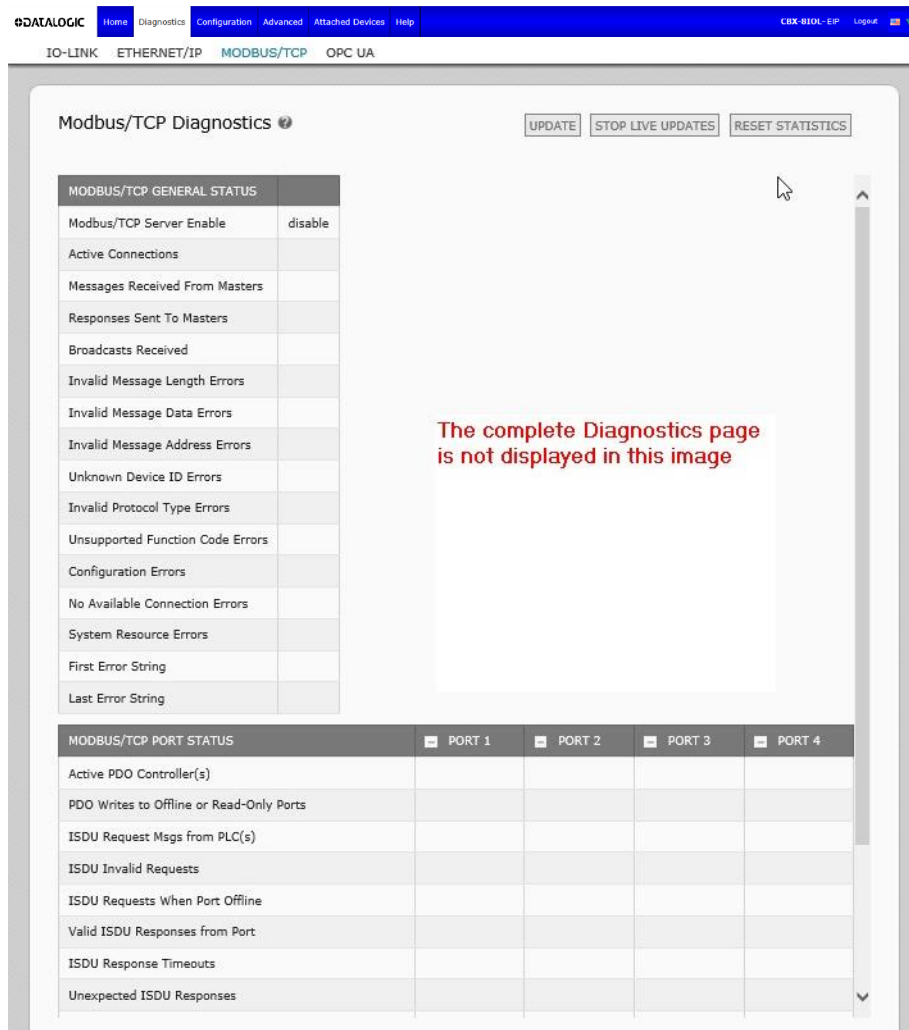 DATALOGIC Home Diagnostics Configuration Advanced Attached Devices Help CBX-8IOL-EIP Logout
IO-LINK ETHERNET/IP MODBUS/TCP OPC UA
Modbus/TCP Diagnostics ?
UPDATE STOP LIVE UPDATES RESET STATISTICS
MODBUS/TCP GENERAL STATUS
Modbus/TCP Server Enable disable
Active Connections
Messages Received From Masters
Responses Sent To Masters
Broadcasts Received
Invalid Message Length Errors
Invalid Message Data Errors
Invalid Message Address Errors
Unknown Device ID Errors
Invalid Protocol Type Errors
Unsupported Function Code Errors
Configuration Errors
No Available Connection Errors
System Resource Errors
First Error String
Last Error String
The complete Diagnostics page
is not displayed in this image
MODBUS/TCP PORT STATUS PORT 1 PORT 2 PORT 3 PORT 4
Active PDO Controller(s)
PDO Writes to Offline or Read-Only Ports
ISDU Request Msgs from PLC(s)
ISDU Invalid Requests
ISDU Requests When Port Offline
Valid ISDU Responses from Port
ISDU Response Timeouts
Unexpected ISDU Responses